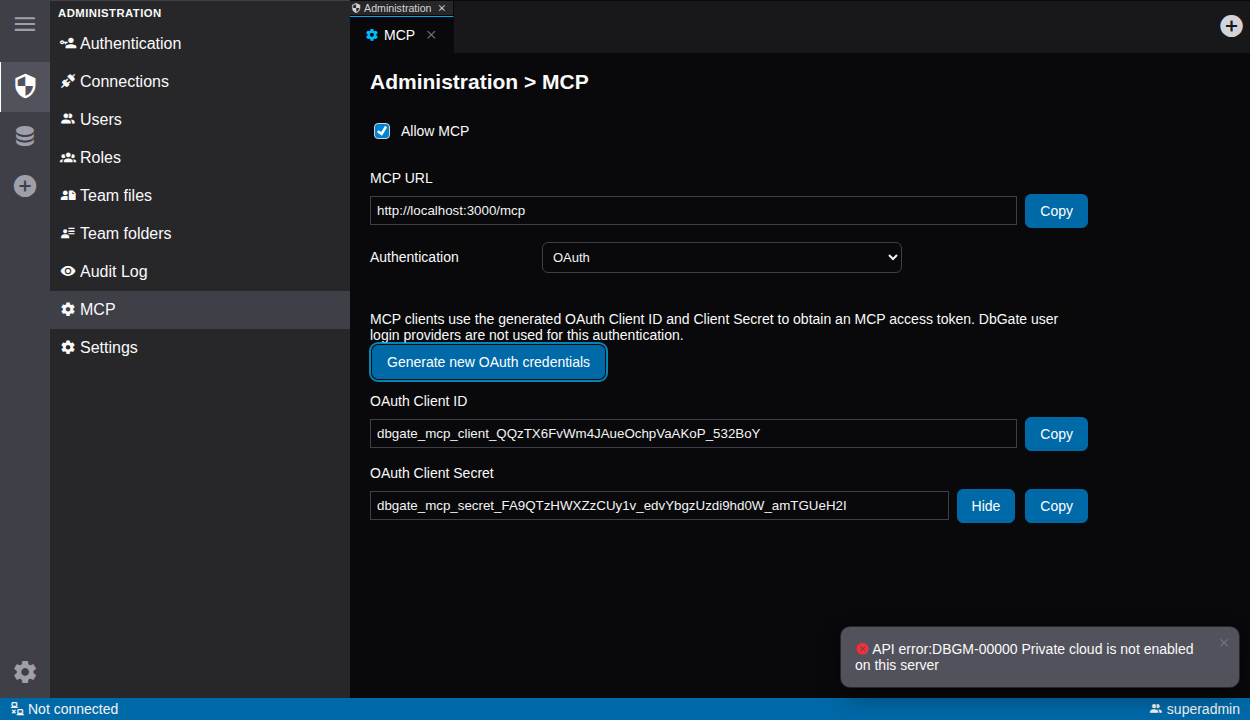 ADMINISTRATION
Authentication
Connections
Users
Roles
Team files
Team folders
Audit Log
MCP
Settings
Administration
MCP
Administration > MCP
Allow MCP
MCP URL
http://localhost:3000/mcp
Copy
Authentication
OAuth
MCP clients use the generated OAuth Client ID and Client Secret to obtain an MCP access token. DbGate user
login providers are not used for this authentication.
Generate new OAuth credentials
OAuth Client ID
dbgate_mcp_client_QQzTX6FvWm4JAueOchpVaAKoP_532BoY
Copy
OAuth Client Secret
dbgate_mcp_secret_FA9QTzHWXZzCUy1v_edvYbgzUzdi9hd0W_amTGUeH2I
Hide
Copy
API error:DBGM-00000 Private cloud is not enabled
on this server
Not connected
superadmin